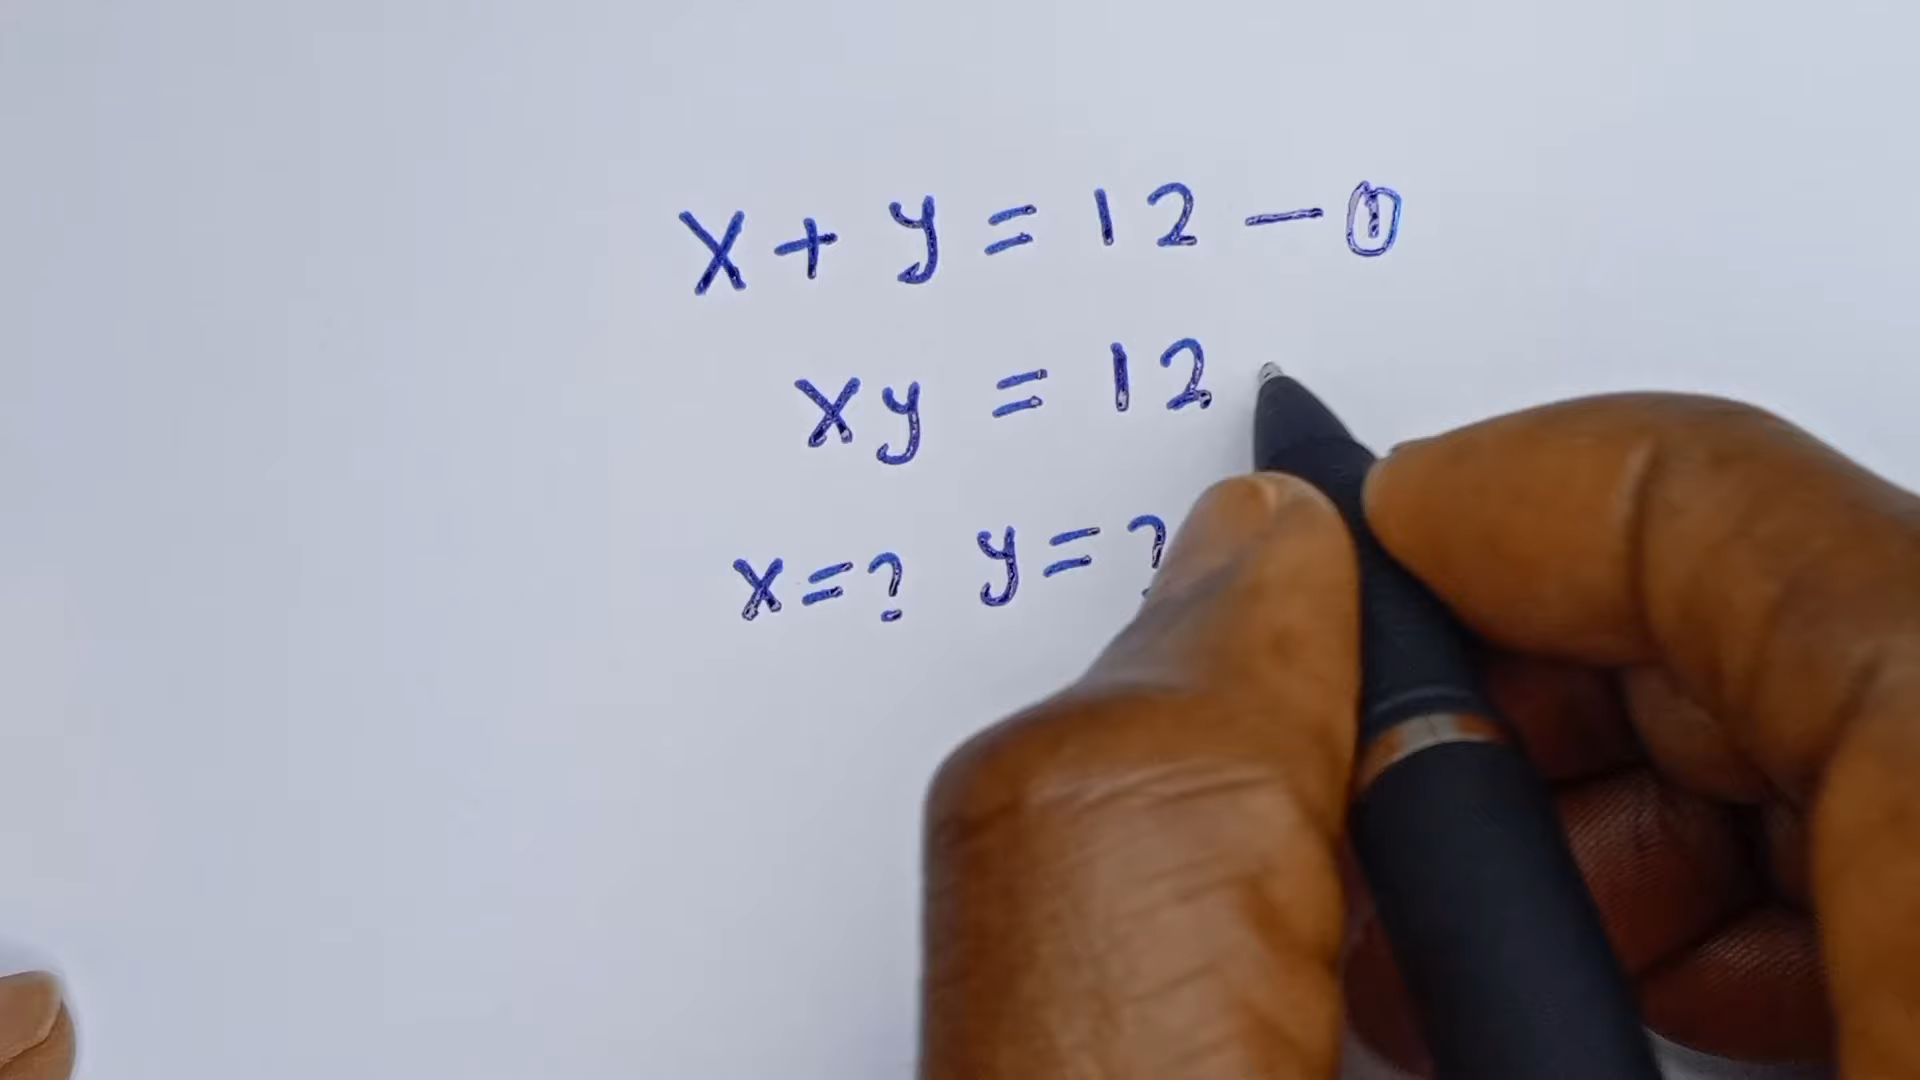 x + y = 12 — ①
xy = 12
x = ? y = ?